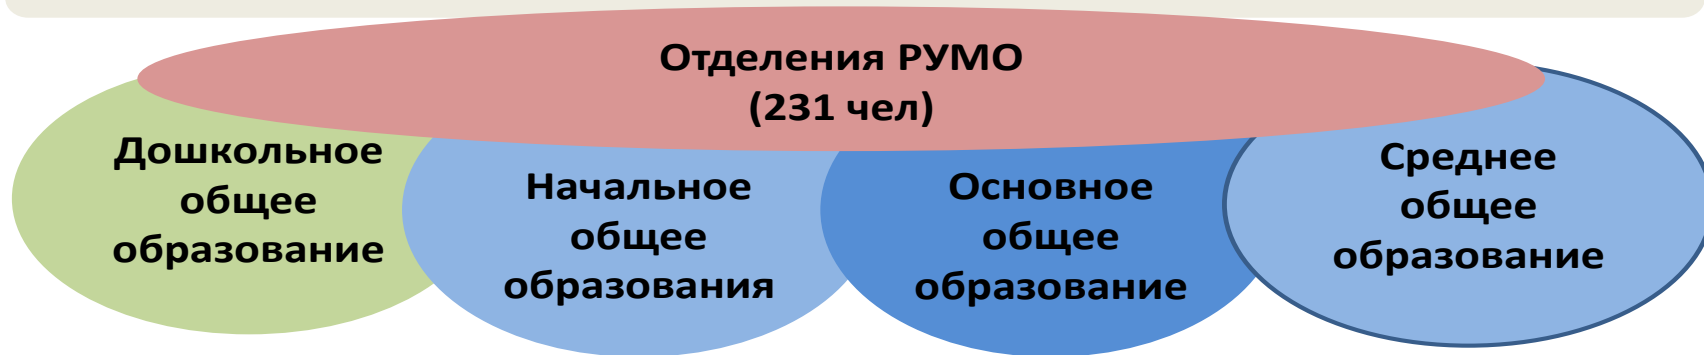 Отделения РУМО
(231 чел)
Дошкольное
общее
образование
Начальное
общее
образования
Основное
общее
образование
Среднее
общее
образование